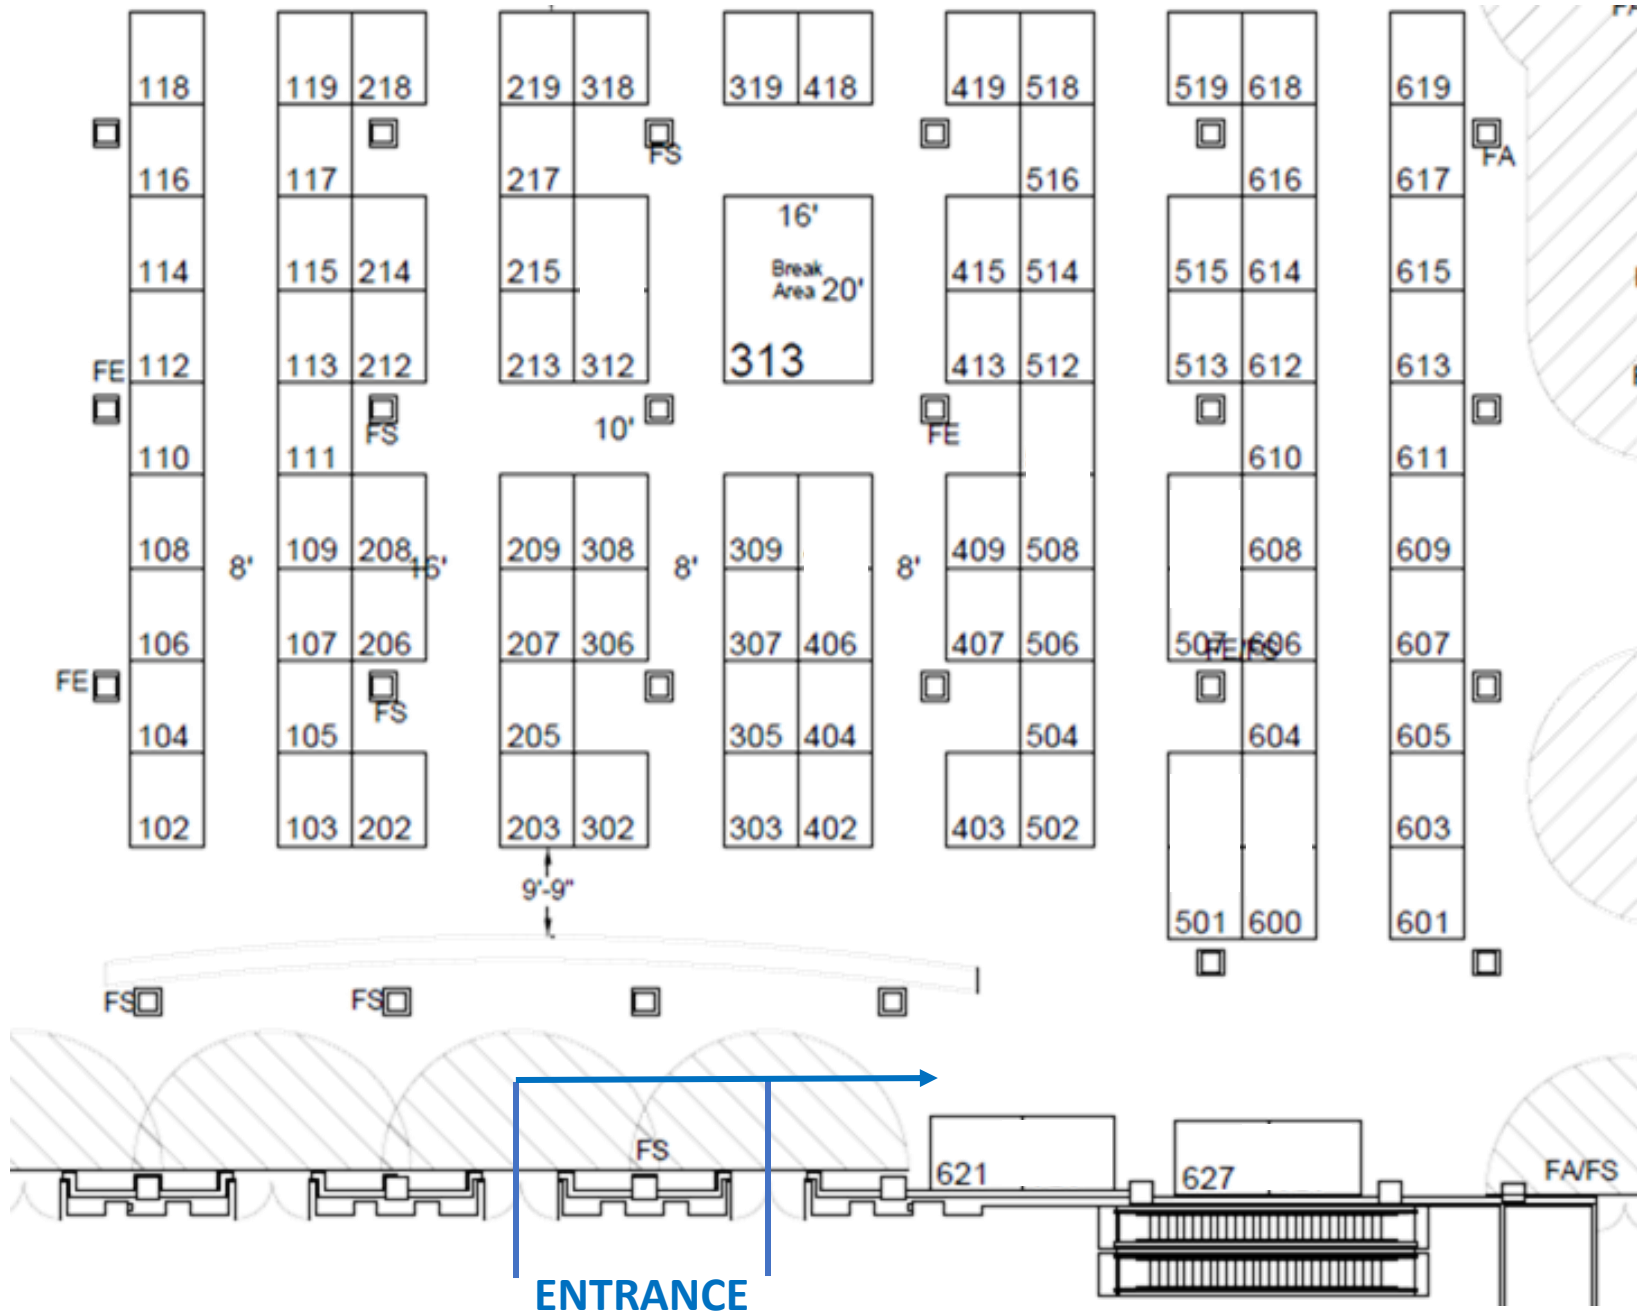 118 119 218 219 318 319 418 419 518 519 618 619
FS FA
116 117 217 516 616 617
16'
114 115 214 215 Break Area 20' 415 514 515 614 615
FE 112 113 212 213 312 313 413 512 513 612 613
FS 10' FE
110 111 610 611
108 109 208 209 308 309 409 508 608 609
8' 16' 8' 8'
106 107 206 207 306 307 406 407 506 507 606 607
FE/FS
FE FS
104 105 205 305 404 504 604 605
102 103 202 203 302 303 402 403 502 603
9'-9"
501 600 601
FS FS
FS
621 627 FA/FS
ENTRANCE